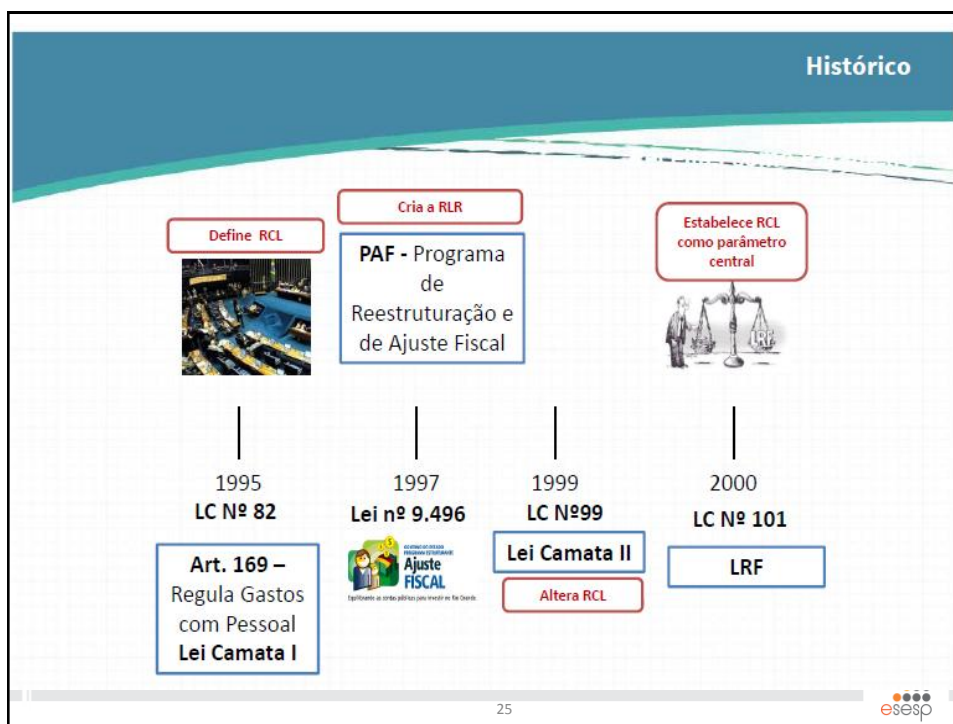 Histórico
Define RCL
Cria a RLR
PAF - Programa
de
Reestruturação e
de Ajuste Fiscal
Estabelece RCL
como parâmetro
central
LRF
1995
LC Nº 82
Art. 169 –
Regula Gastos
com Pessoal
Lei Camata I
1997
Lei nº 9.496
Ajuste
FISCAL
1999
LC Nº99
Lei Camata II
Altera RCL
2000
LC Nº 101
LRF
25
esesp